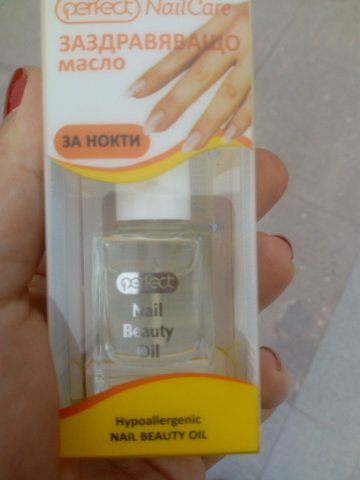 perfect NailCare
ЗАЗДРАВЯВАЩО
масло
ЗА НОКТИ
perfect
Nail
Beauty
Oil
Hypoallergenic
NAIL BEAUTY OIL